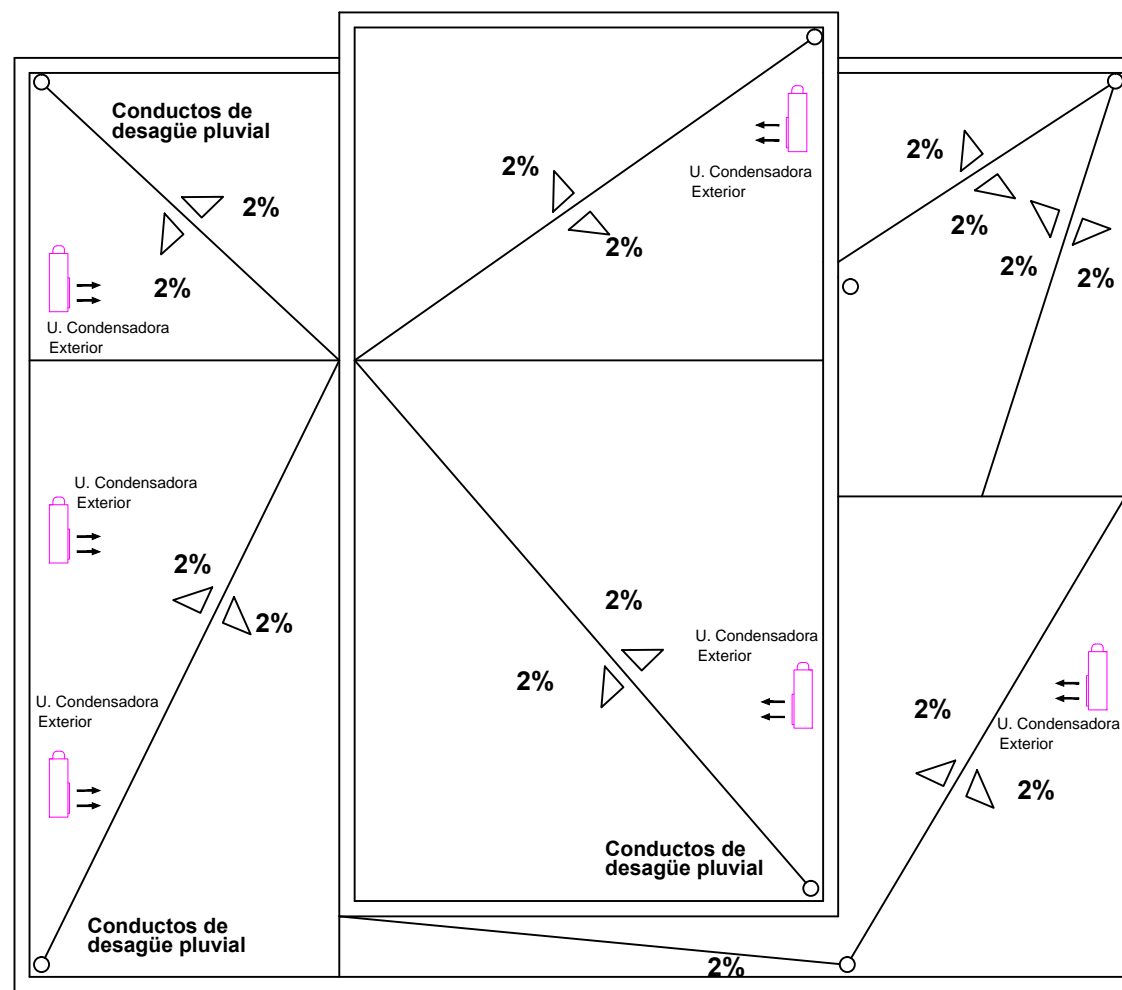 Conductos de
desagüe pluvial
2%
2%
U. Condensadora
Exterior
U. Condensadora
Exterior
2%
2%
U. Condensadora
Exterior
Conductos de
desagüe pluvial
U. Condensadora
Exterior
2%
2%
2%
U. Condensadora
Exterior
2%
Conductos de
desagüe pluvial
2%
2%
2%
2%
2%
U. Condensadora
Exterior
2%
2%